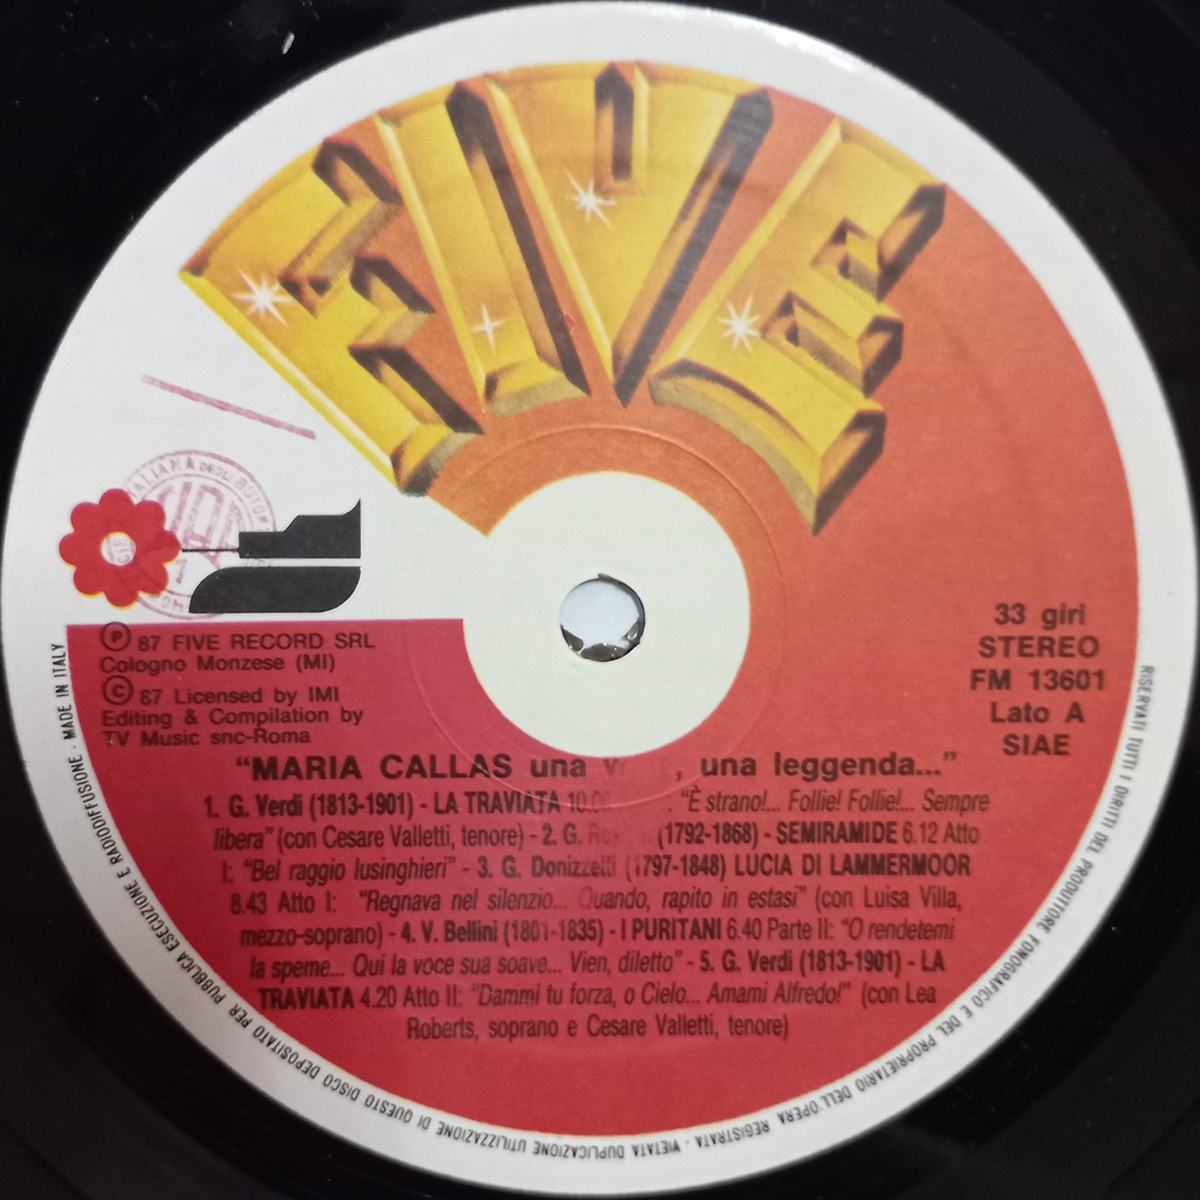 FIVE
ITALIANA DEGLI AUTORI
℗ 87 FIVE RECORD SRL
Cologno Monzese (MI)
© 87 Licensed by IMI
Editing & Compilation by
TV Music snc-Roma
33 giri
STEREO
FM 13601
Lato A
SIAE
"MARIA CALLAS una , una leggenda..."
1. G. Verdi (1813-1901) - LA TRAVIATA "È strano!... Follie! Follie!... Sempre
libera" (con Cesare Valletti, tenore) - 2. G. (1792-1868) - SEMIRAMIDE 6.12 Atto
I: "Bel raggio lusinghieri" - 3. G. Donizzetti (1797-1848) LUCIA DI LAMMERMOOR
8.43 Atto I: "Regnava nel silenzio... Quando, rapito in estasi" (con Luisa Villa,
mezzo-soprano) - 4. V. Bellini (1801-1835) - I PURITANI 6.40 Parte II: "O rendetemi
la speme... Qui la voce sua soave... Vien, diletto" - 5. G. Verdi (1813-1901) - LA
TRAVIATA 4.20 Atto II: "Dammi tu forza, o Cielo... Amami Alfredo!" (con Lea
Roberts, soprano e Cesare Valletti, tenore)
RISERVATI TUTTI I DIRITTI DEL PRODUTTORE FONOGRAFICO E DEL PROPRIETARIO DELL'OPERA REGISTRATA - VIETATA DUPLICAZIONE UTILIZZAZIONE DI QUESTO DISCO DEPOSITATO PER PUBBLICA ESECUZIONE E RADIODIFFUSIONE . MADE IN ITALY